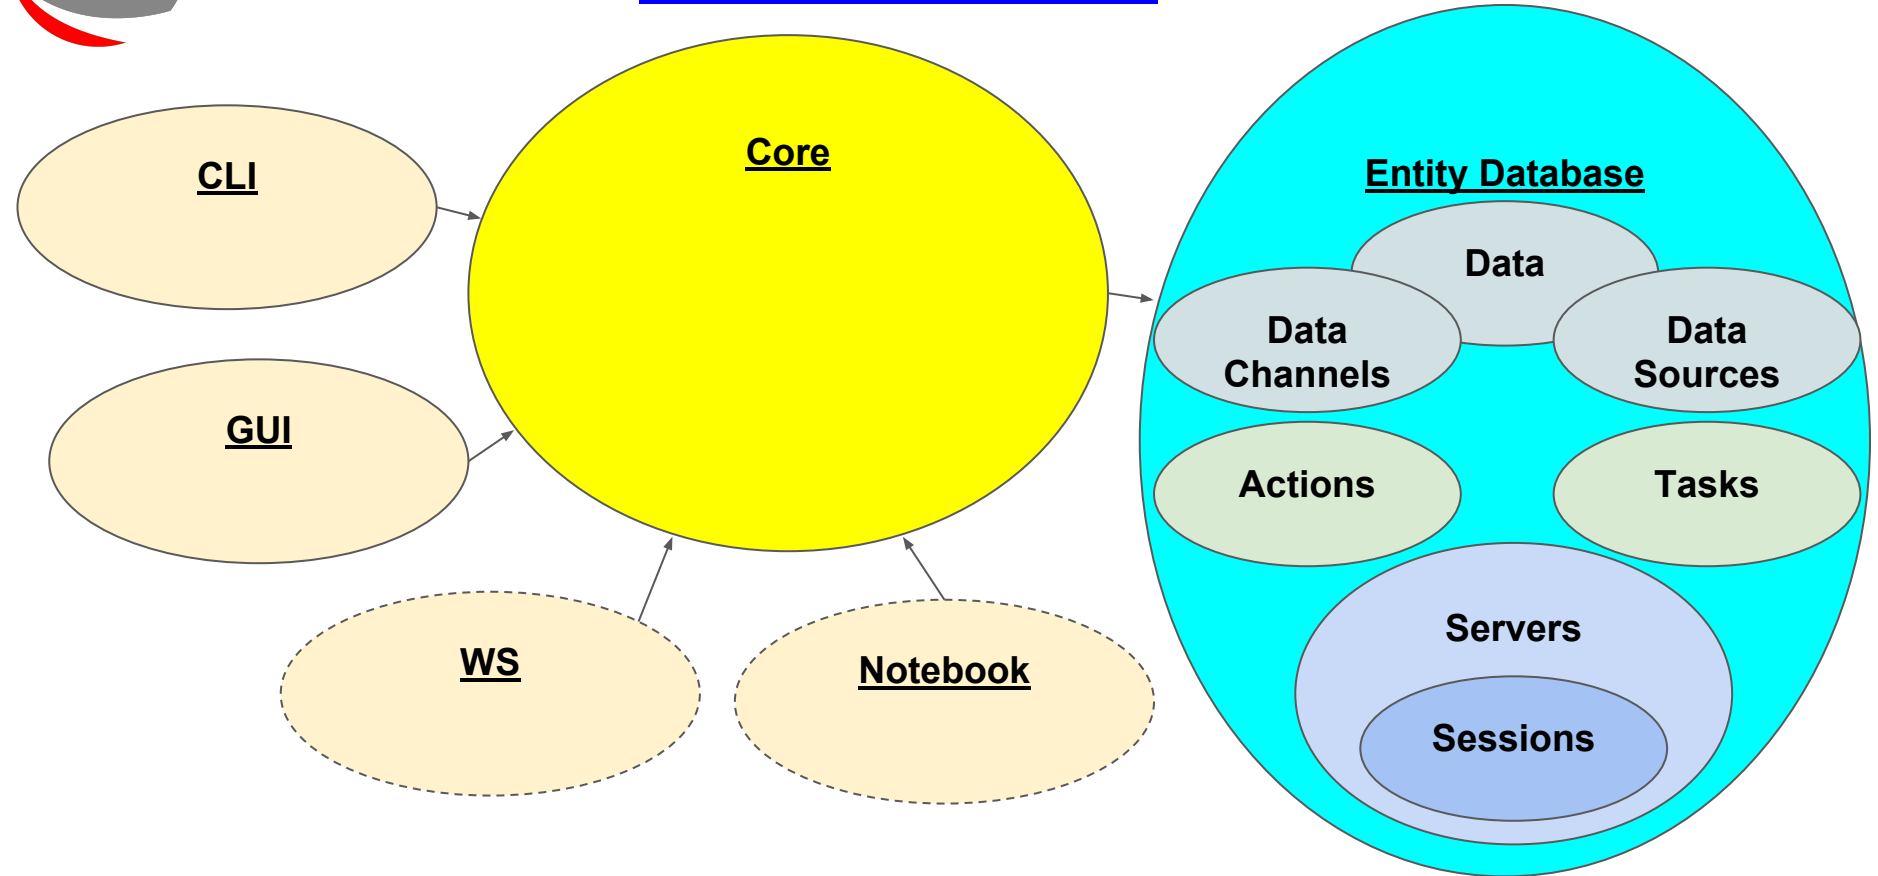 CLI
Core
Entity Database
Data
Data
Channels
Data
Sources
GUI
Actions
Tasks
Servers
WS
Notebook
Sessions